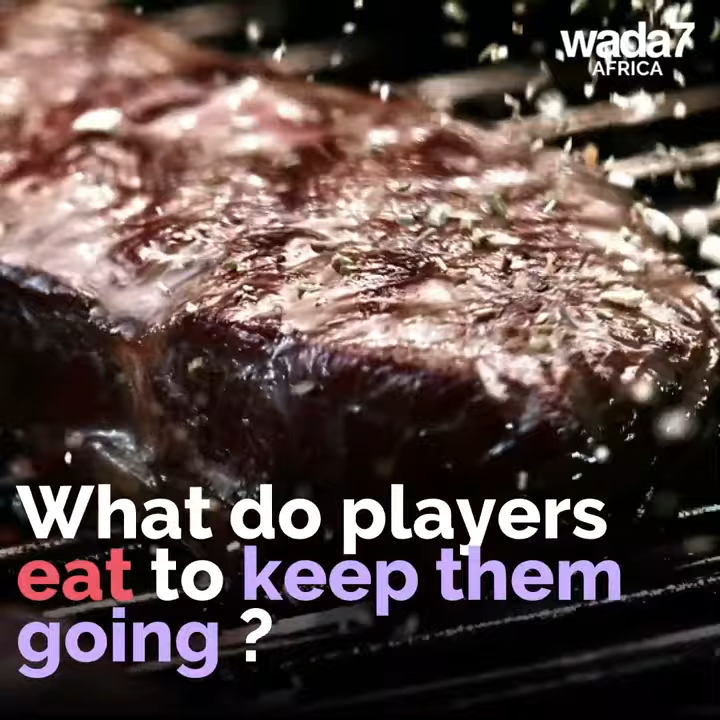 wada7
AFRICA
What do players
eat to keep them
going ?